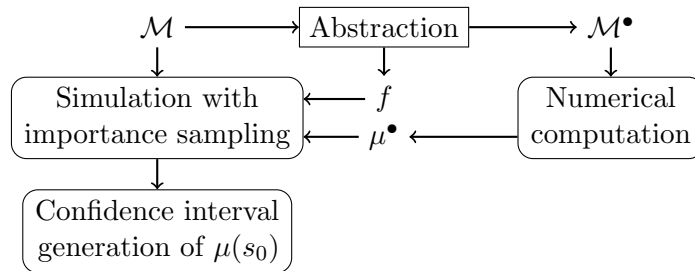 𝓜 Abstraction 𝓜•
Simulation with
importance sampling
f
μ•
Numerical
computation
Confidence interval
generation of μ(s₀)